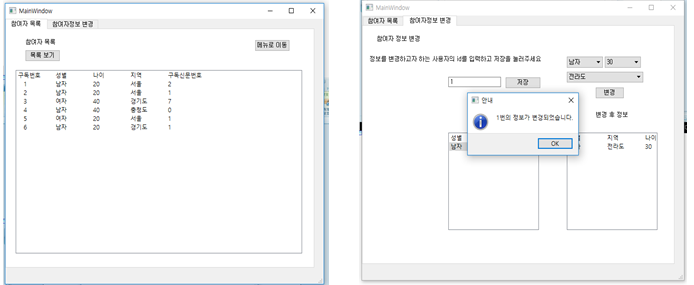 MainWindow
참여자 목록 참여자정보 변경
참여자 목록
메뉴로 이동
목록 보기
구독번호 성별 나이 지역 구독신문번호
1 남자 20 서울 2
2 남자 20 서울 1
3 여자 40 경기도 7
4 남자 40 충청도 0
5 여자 20 서울 1
6 남자 20 경기도 1
MainWindow
참여자 목록 참여자정보 변경
참여자 정보 변경
정보를 변경하고자 하는 사용자의 너를 입력하고 저장을 눌러주세요
남자 30
전라도
1 저장
변경
안내
1번의 정보가 변경되었습니다.
OK
변경 후 정보
성별
남자
지역 나이
전라도 30